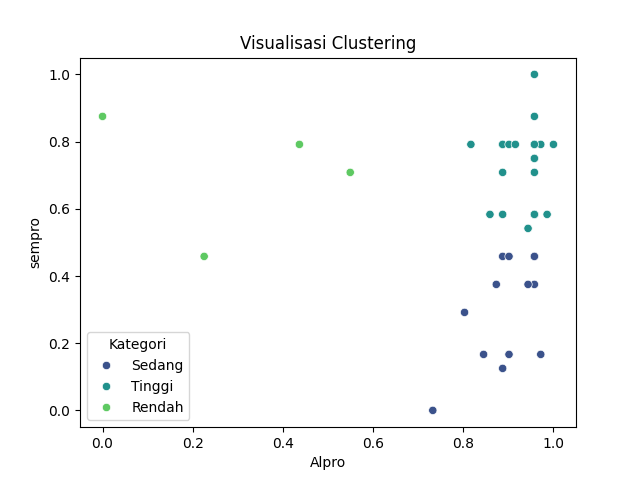 Visualisasi Clustering
1.0
0.8
0.6
0.4
0.2
0.0
sempro
Kategori
Sedang
Tinggi
Rendah
0.0 0.2 0.4 0.6 0.8 1.0
Alpro